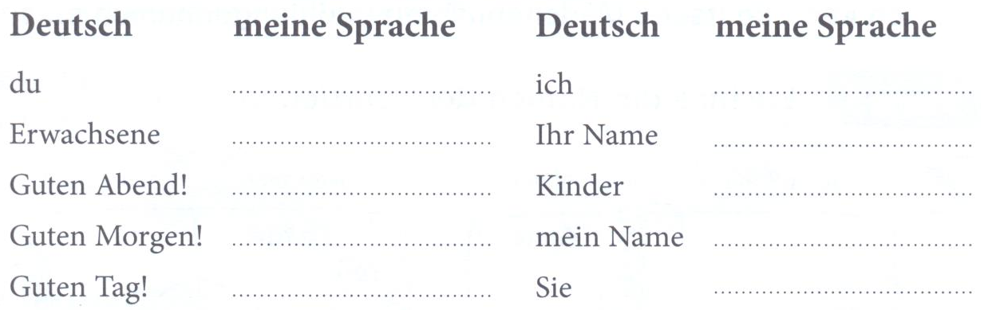 Deutsch meine Sprache Deutsch meine Sprache
du ................................ ich ................................
Erwachsene ................................ Ihr Name ................................
Guten Abend! ................................ Kinder ................................
Guten Morgen! ................................ mein Name ................................
Guten Tag! ................................ Sie ................................